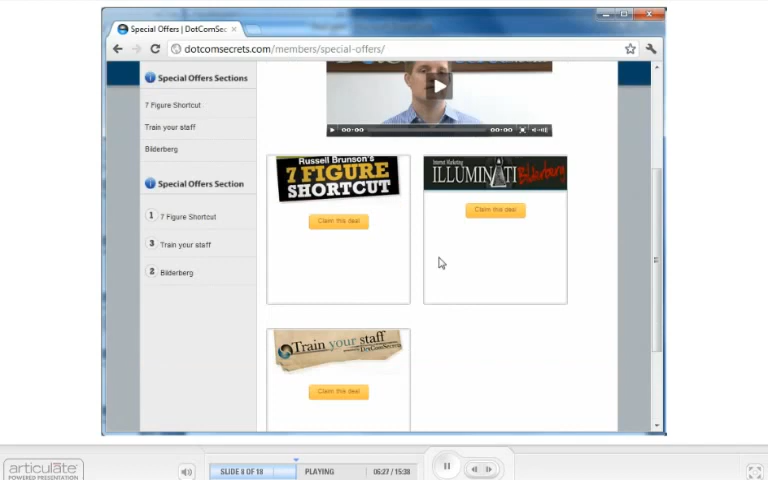 Special Offers | DotComSec
dotcomsecrets.com/members/special-offers/
Special Offers Sections
7 Figure Shortcut
Train your staff
Bilderberg
Special Offers Section
1 7 Figure Shortcut
3 Train your staff
2 Bilderberg
00:00 00:00
Russell Brunson's
7 FIGURE
SHORTCUT
Claim this deal
Internet Marketing
ILLUMINATI
Bilderberg
Claim this deal
Train your staff
DotComSecrets
Claim this deal
articulate
POWERED PRESENTATION
SLIDE 8 OF 18 PLAYING 06:27 / 15:38